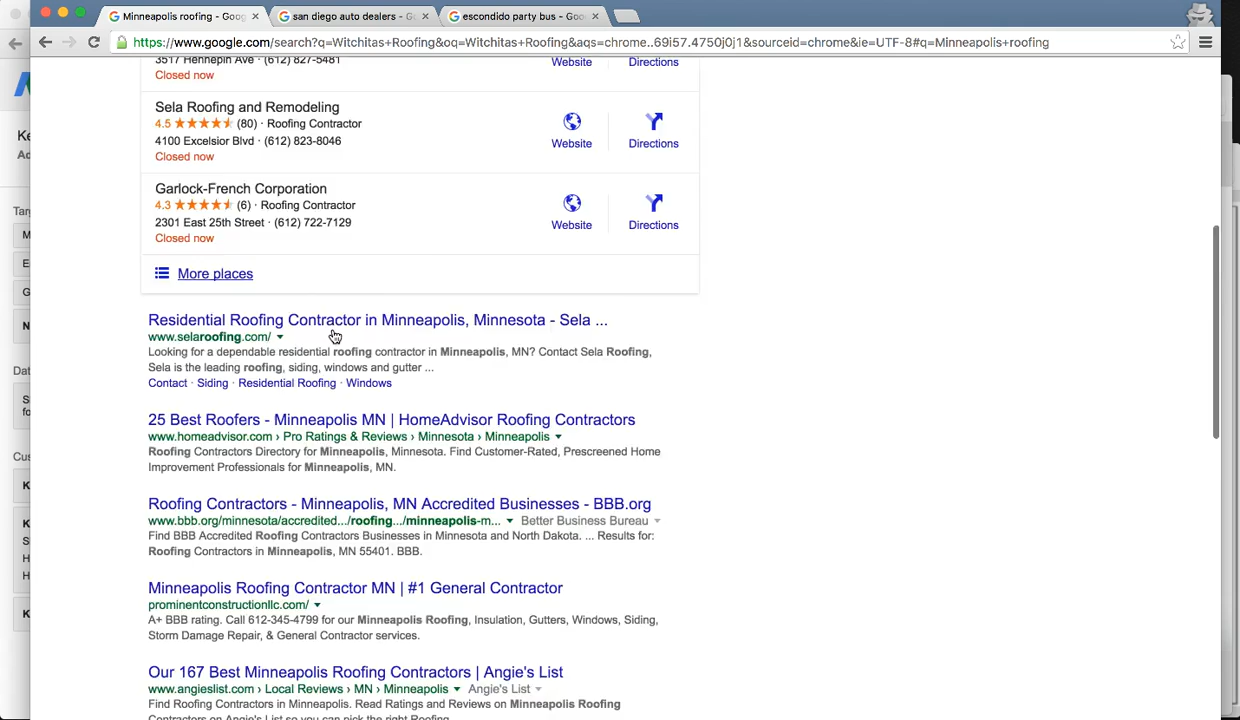 Minneapolis roofing - Goog
san diego auto dealers - G
escondido party bus - Goo
https://www.google.com/search?q=Witchitas+Roofing&oq=Witchitas+Roofing&aqs=chrome..69i57.4750j0j1&sourceid=chrome&ie=UTF-8#q=Minneapolis+roofing
3517 Hennepin Ave · (612) 827-5481
Closed now
Website
Directions
Sela Roofing and Remodeling
4.5 ★★★★★ (80) · Roofing Contractor
4100 Excelsior Blvd · (612) 823-8046
Closed now
Website
Directions
Garlock-French Corporation
4.3 ★★★★★ (6) · Roofing Contractor
2301 East 25th Street · (612) 722-7129
Closed now
Website
Directions
More places
Residential Roofing Contractor in Minneapolis, Minnesota - Sela ...
www.selaroofing.com/
Looking for a dependable residential roofing contractor in Minneapolis, MN? Contact Sela Roofing,
Sela is the leading roofing, siding, windows and gutter ...
Contact · Siding · Residential Roofing · Windows
25 Best Roofers - Minneapolis MN | HomeAdvisor Roofing Contractors
www.homeadvisor.com › Pro Ratings & Reviews › Minnesota › Minneapolis
Roofing Contractors Directory for Minneapolis, Minnesota. Find Customer-Rated, Prescreened Home
Improvement Professionals for Minneapolis, MN.
Roofing Contractors - Minneapolis, MN Accredited Businesses - BBB.org
www.bbb.org/minnesota/accredited.../roofing.../minneapolis-m... Better Business Bureau
Find BBB Accredited Roofing Contractors Businesses in Minnesota and North Dakota. ... Results for:
Roofing Contractors in Minneapolis, MN 55401. BBB.
Minneapolis Roofing Contractor MN | #1 General Contractor
prominentconstructionllc.com/
A+ BBB rating. Call 612-345-4799 for our Minneapolis Roofing, Insulation, Gutters, Windows, Siding,
Storm Damage Repair, & General Contractor services.
Our 167 Best Minneapolis Roofing Contractors | Angie's List
www.angieslist.com › Local Reviews › MN › Minneapolis Angie's List
Find Roofing Contractors in Minneapolis. Read Ratings and Reviews on Minneapolis Roofing
Contractors on Angie's List so you can pick the right Roofing